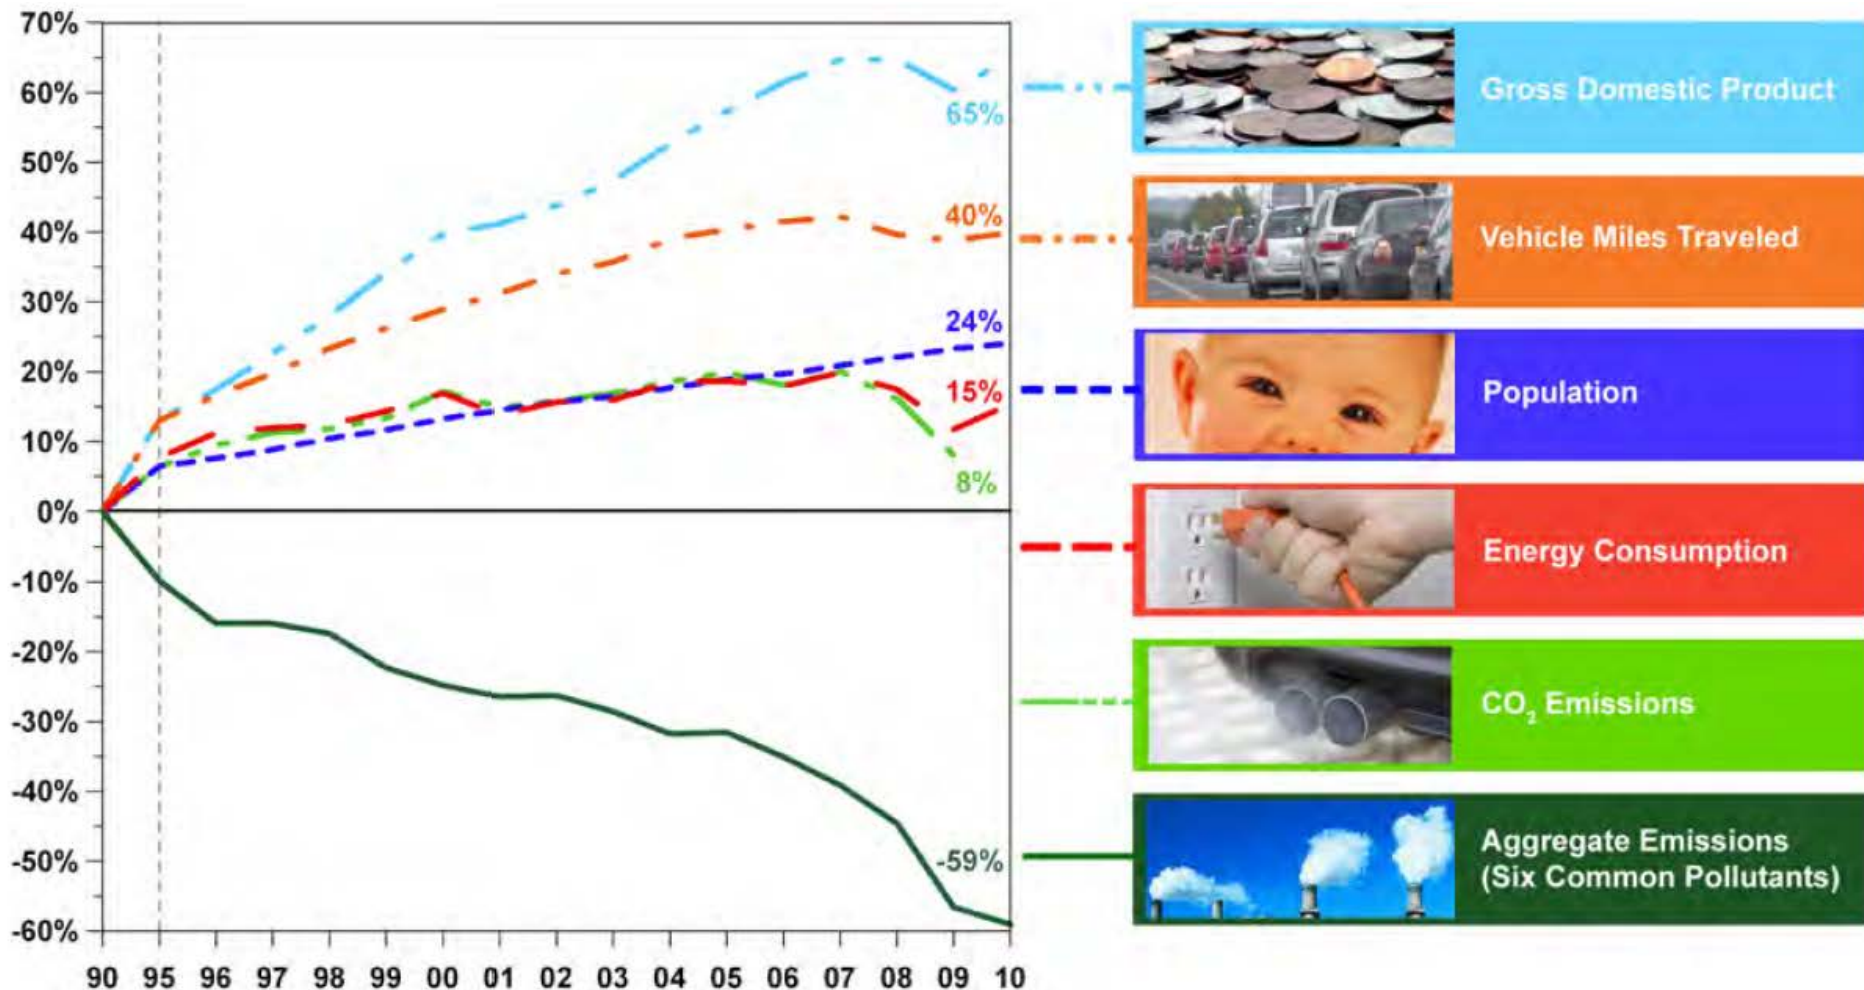 70%
60%
50%
40%
30%
20%
10%
0%
-10%
-20%
-30%
-40%
-50%
-60%
90 95 96 97 98 99 00 01 02 03 04 05 06 07 08 09 10
65%
40%
24%
15%
8%
-59%
Gross Domestic Product
Vehicle Miles Traveled
Population
Energy Consumption
CO₂ Emissions
Aggregate Emissions
(Six Common Pollutants)